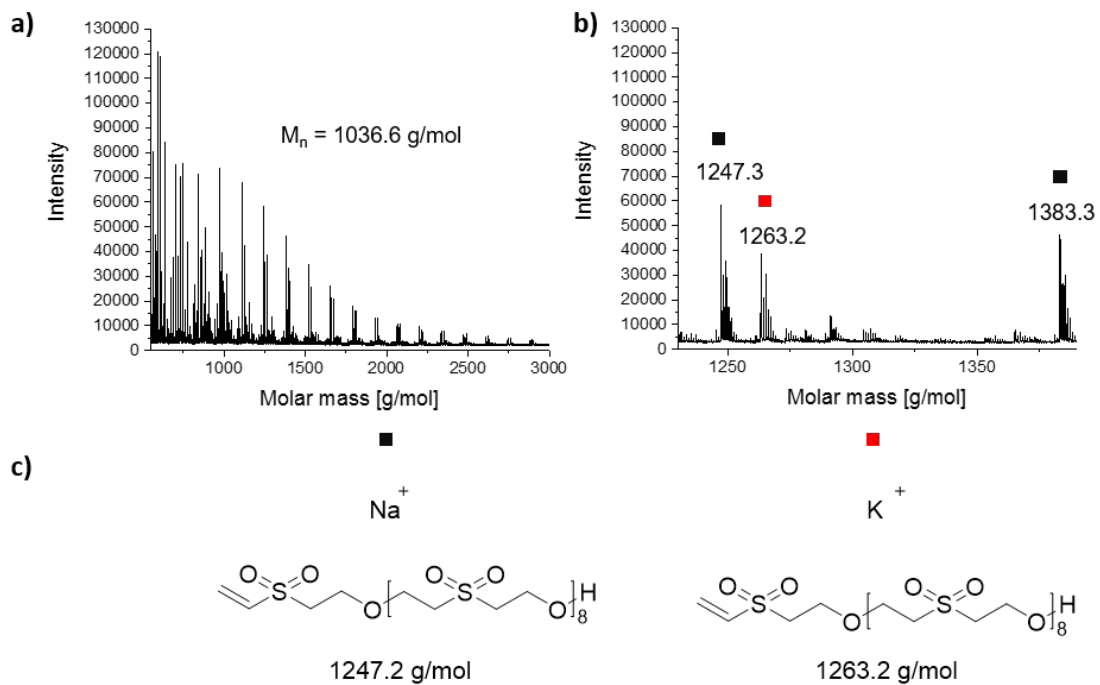 a)
130000
120000
110000
100000
90000
80000
70000
60000
50000
40000
30000
20000
10000
0
Intensity
Mn = 1036.6 g/mol
1000
1500
2000
2500
3000
Molar mass [g/mol]
b)
130000
120000
110000
100000
90000
80000
70000
60000
50000
40000
30000
20000
10000
0
Intensity
1247.3
1263.2
1383.3
1250
1300
1350
Molar mass [g/mol]
c)
Na+
O O O O
S O S O H
8
1247.2 g/mol
K +
O O O O
S O S O H
8
1263.2 g/mol